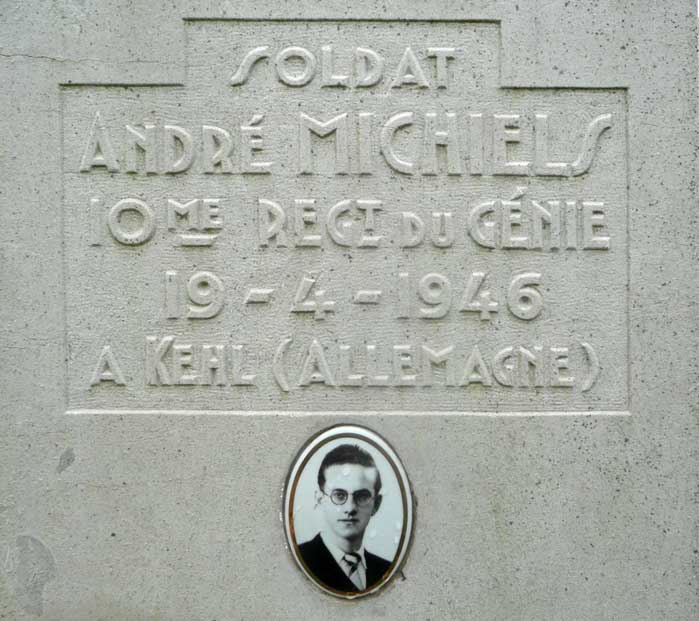 SOLDAT
ANDRÉ MICHIELS
10ME REGT DU GÉNIE
19-4-1946
A KEHL (ALLEMAGNE)